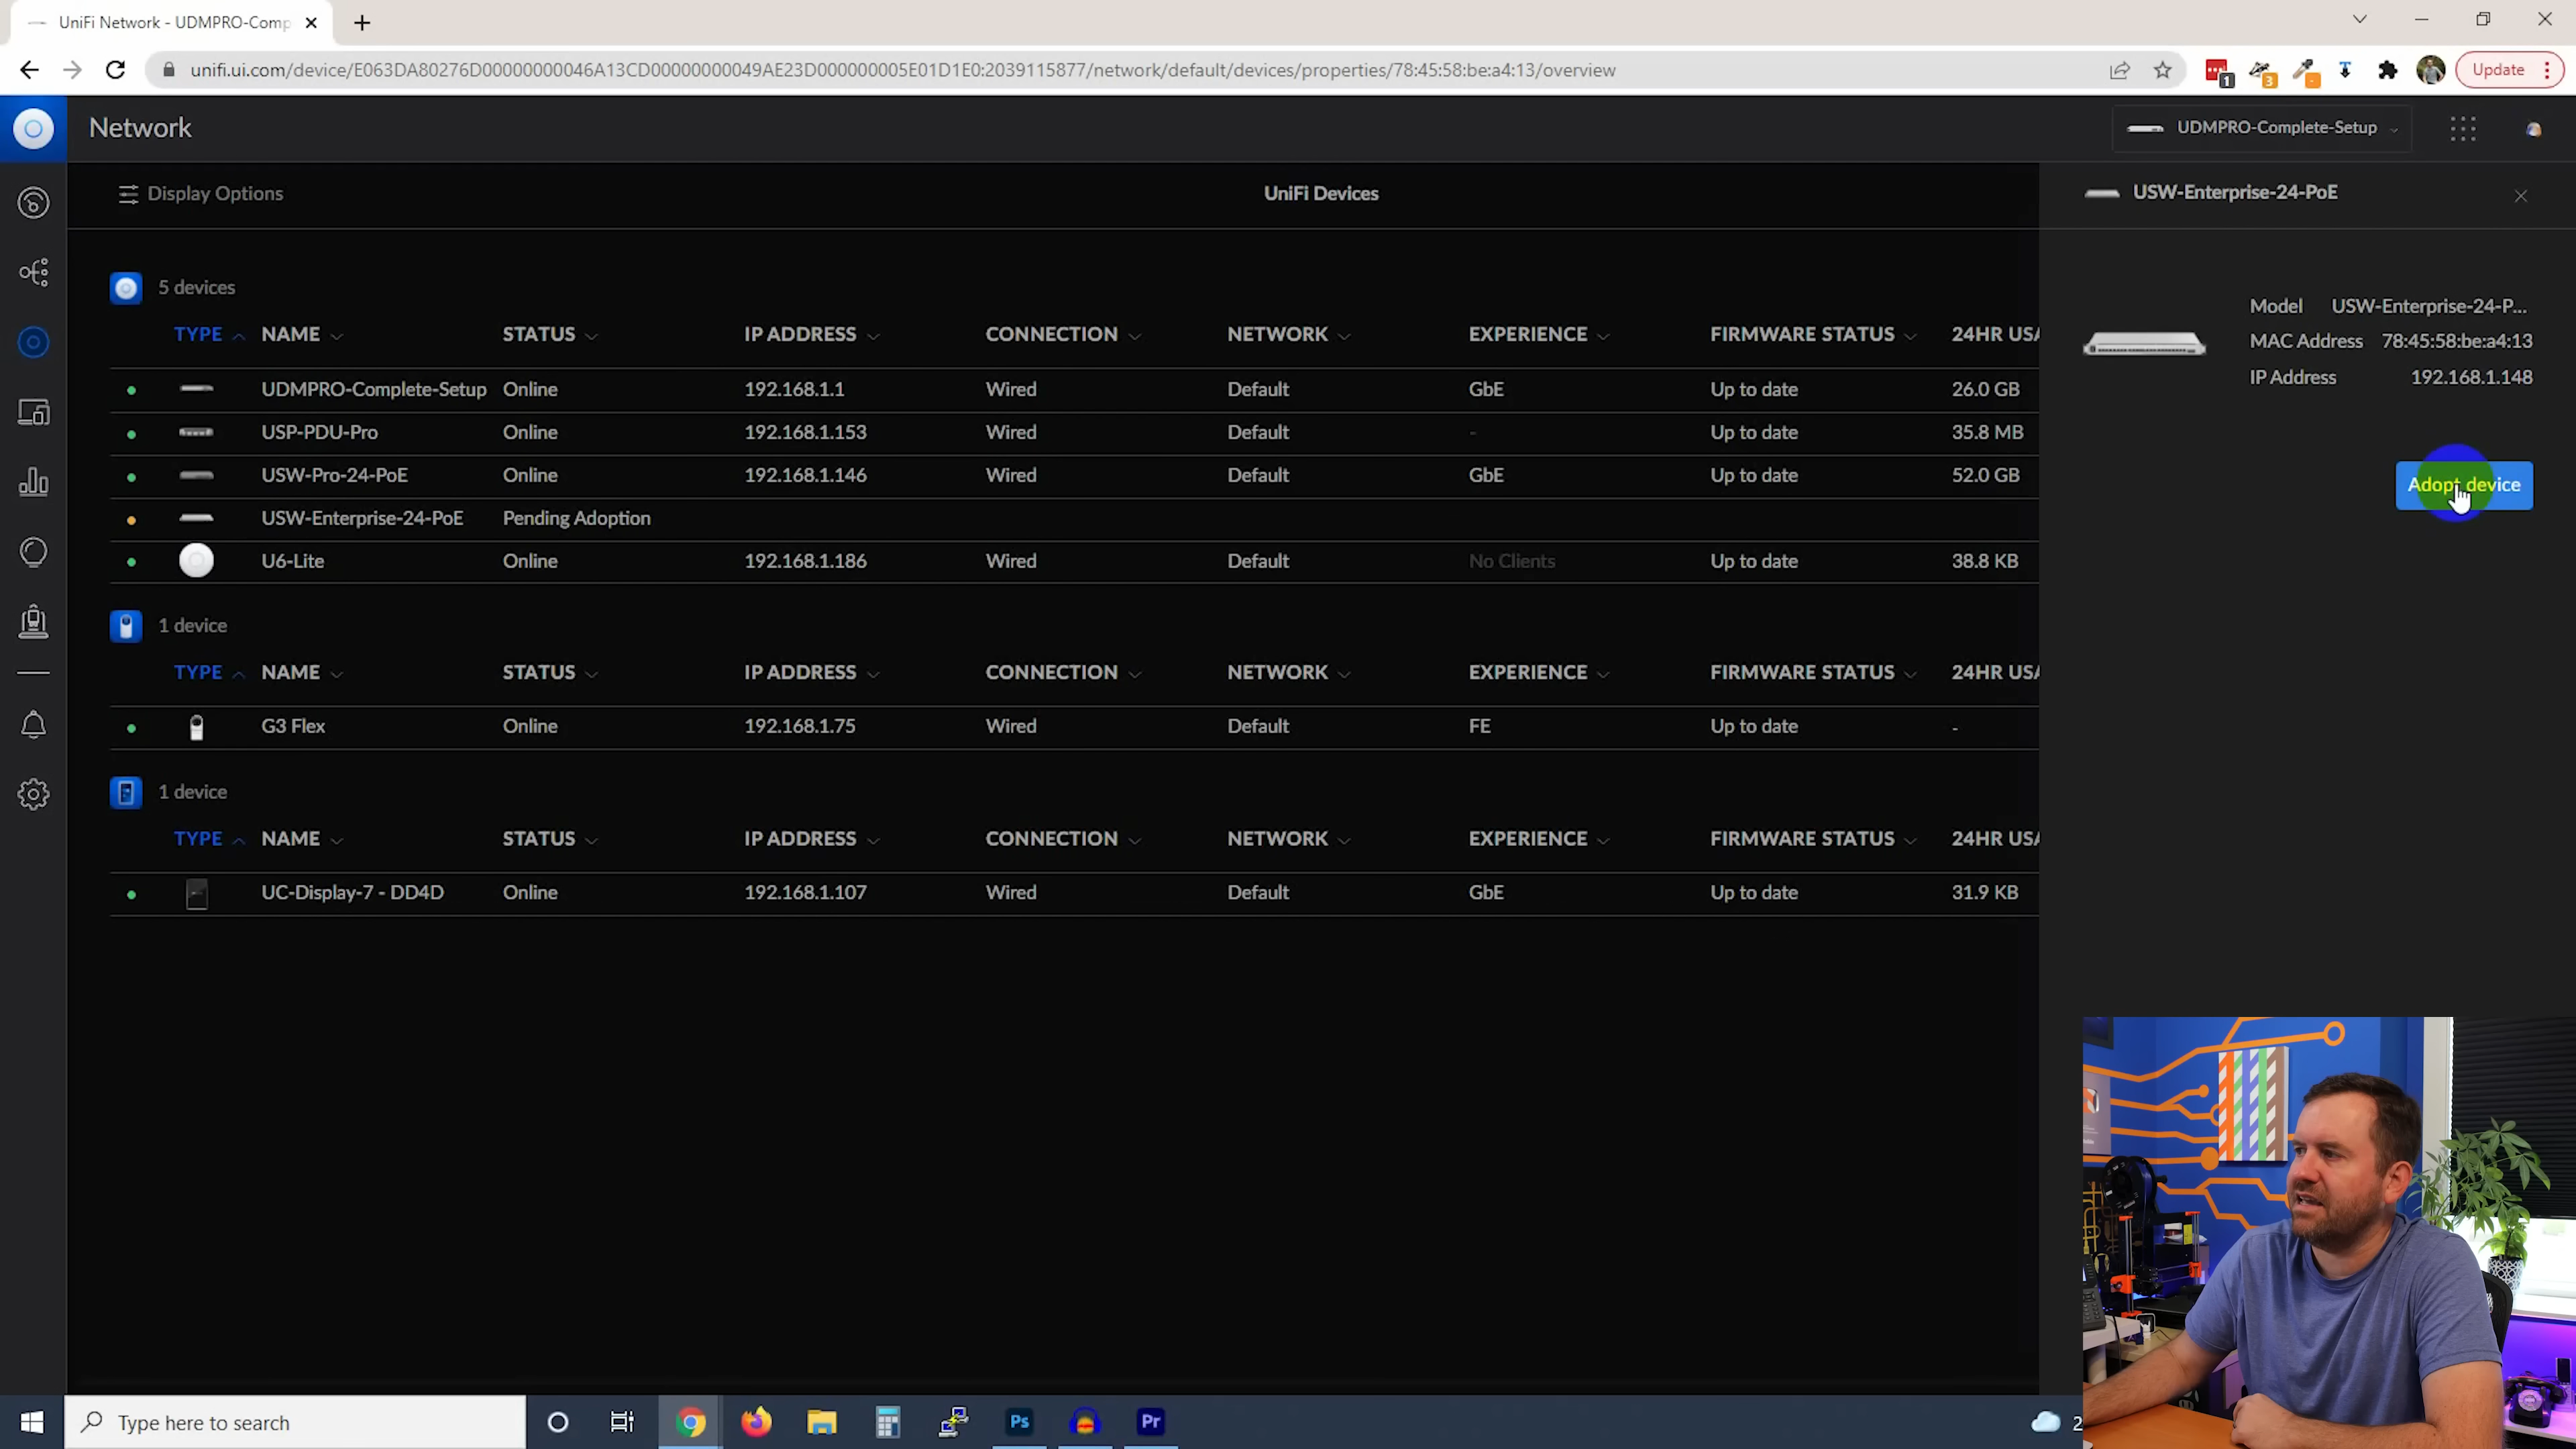 UniFi Network - UDMPRO-Comp
unifi.ui.com/device/E063DA80276D00000000046A13CD00000000049AE23D000000005E01D1E0:2039115877/network/default/devices/properties/78:45:58:be:a4:13/overview
1
3
Update
Network
UDMPRO-Complete-Setup
Display Options
UniFi Devices
USW-Enterprise-24-PoE
Model USW-Enterprise-24-P...
MAC Address 78:45:58:be:a4:13
IP Address 192.168.1.148
Adopt device
5 devices
TYPE NAME STATUS IP ADDRESS CONNECTION NETWORK EXPERIENCE FIRMWARE STATUS 24HR USA
UDMPRO-Complete-Setup Online 192.168.1.1 Wired Default GbE Up to date 26.0 GB
USP-PDU-Pro Online 192.168.1.153 Wired Default - Up to date 35.8 MB
USW-Pro-24-PoE Online 192.168.1.146 Wired Default GbE Up to date 52.0 GB
USW-Enterprise-24-PoE Pending Adoption
U6-Lite Online 192.168.1.186 Wired Default No Clients Up to date 38.8 KB
1 device
TYPE NAME STATUS IP ADDRESS CONNECTION NETWORK EXPERIENCE FIRMWARE STATUS 24HR USA
G3 Flex Online 192.168.1.75 Wired Default FE Up to date -
1 device
TYPE NAME STATUS IP ADDRESS CONNECTION NETWORK EXPERIENCE FIRMWARE STATUS 24HR USA
UC-Display-7 - DD4D Online 192.168.1.107 Wired Default GbE Up to date 31.9 KB
Type here to search
Ps
Pr
2